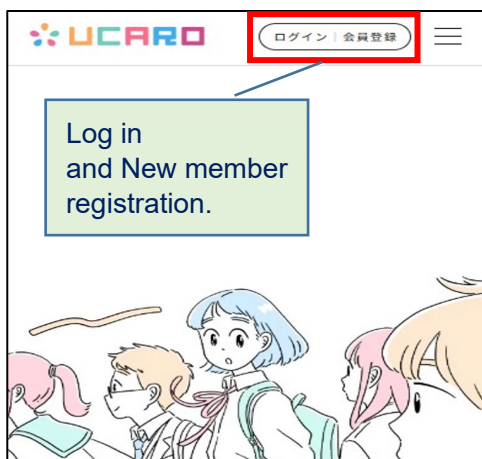 UCARO
ログイン | 会員登録
Log in
and New member
registration.